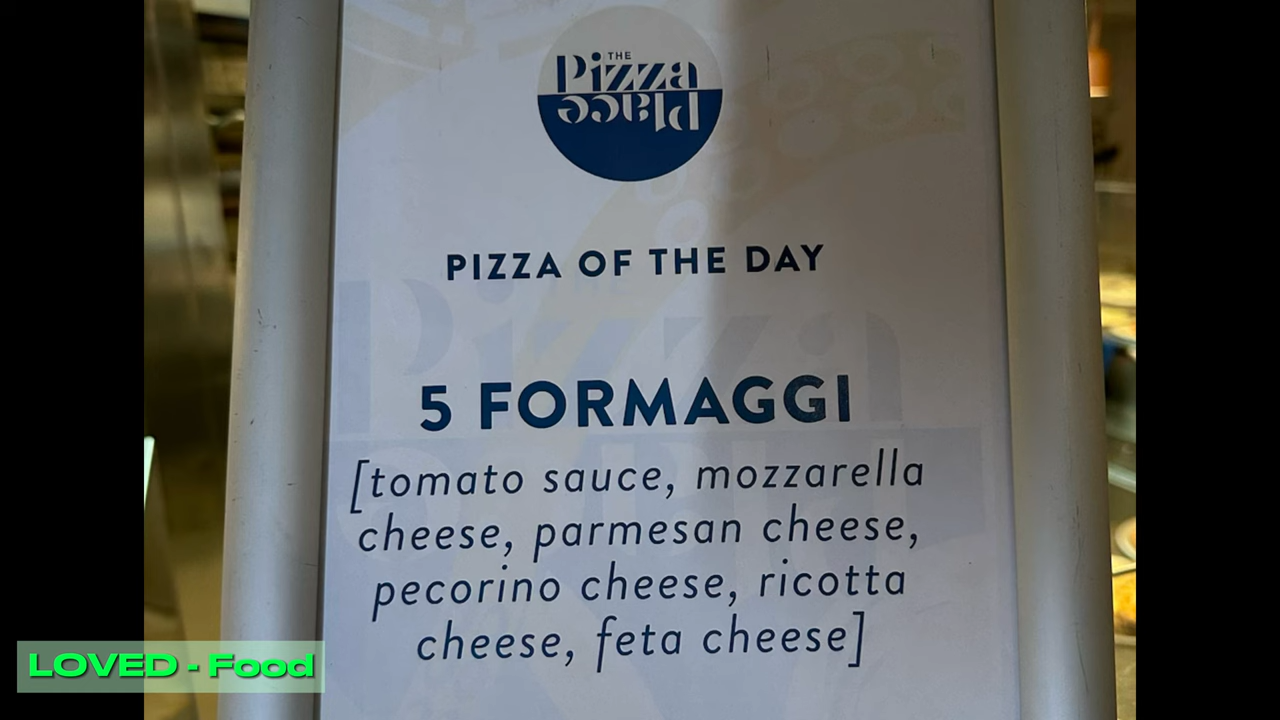 THE
Pizza
Place
PIZZA OF THE DAY
5 FORMAGGI
[tomato sauce, mozzarella
cheese, parmesan cheese,
pecorino cheese, ricotta
cheese, feta cheese]
LOVED - Food